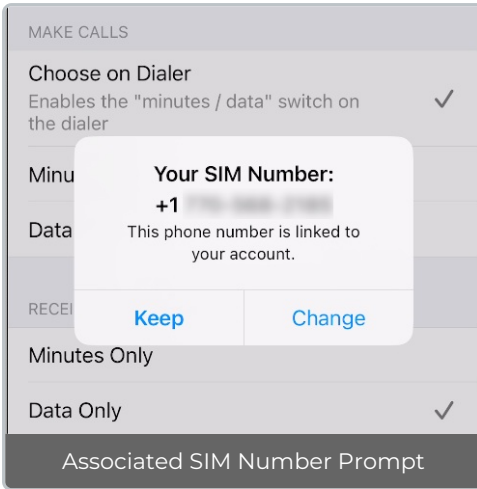 MAKE CALLS
Choose on Dialer
Enables the "minutes / data" switch on
the dialer
Minu
Your SIM Number:
+1
This phone number is linked to
your account.
Data
Keep
Change
RECEI
Minutes Only
Data Only
Associated SIM Number Prompt